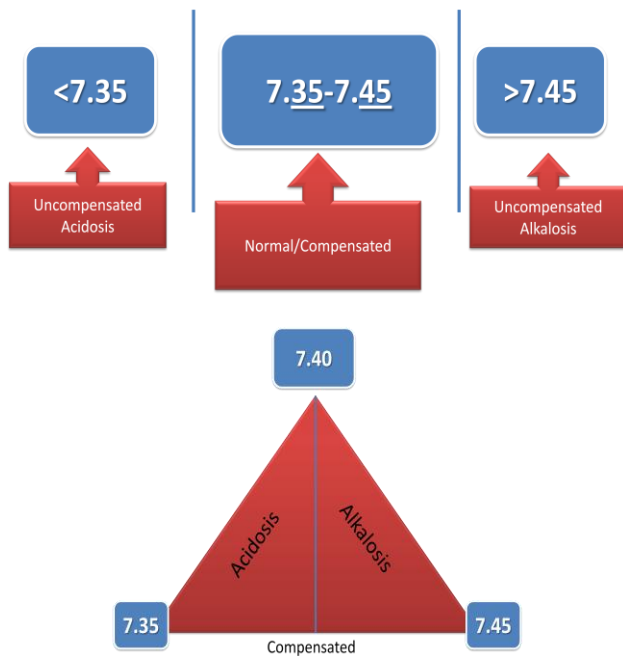 <7.35
7.35-7.45
>7.45
Uncompensated
Acidosis
Normal/Compensated
Uncompensated
Alkalosis
7.40
Acidosis
Alkalosis
7.35
7.45
Compensated